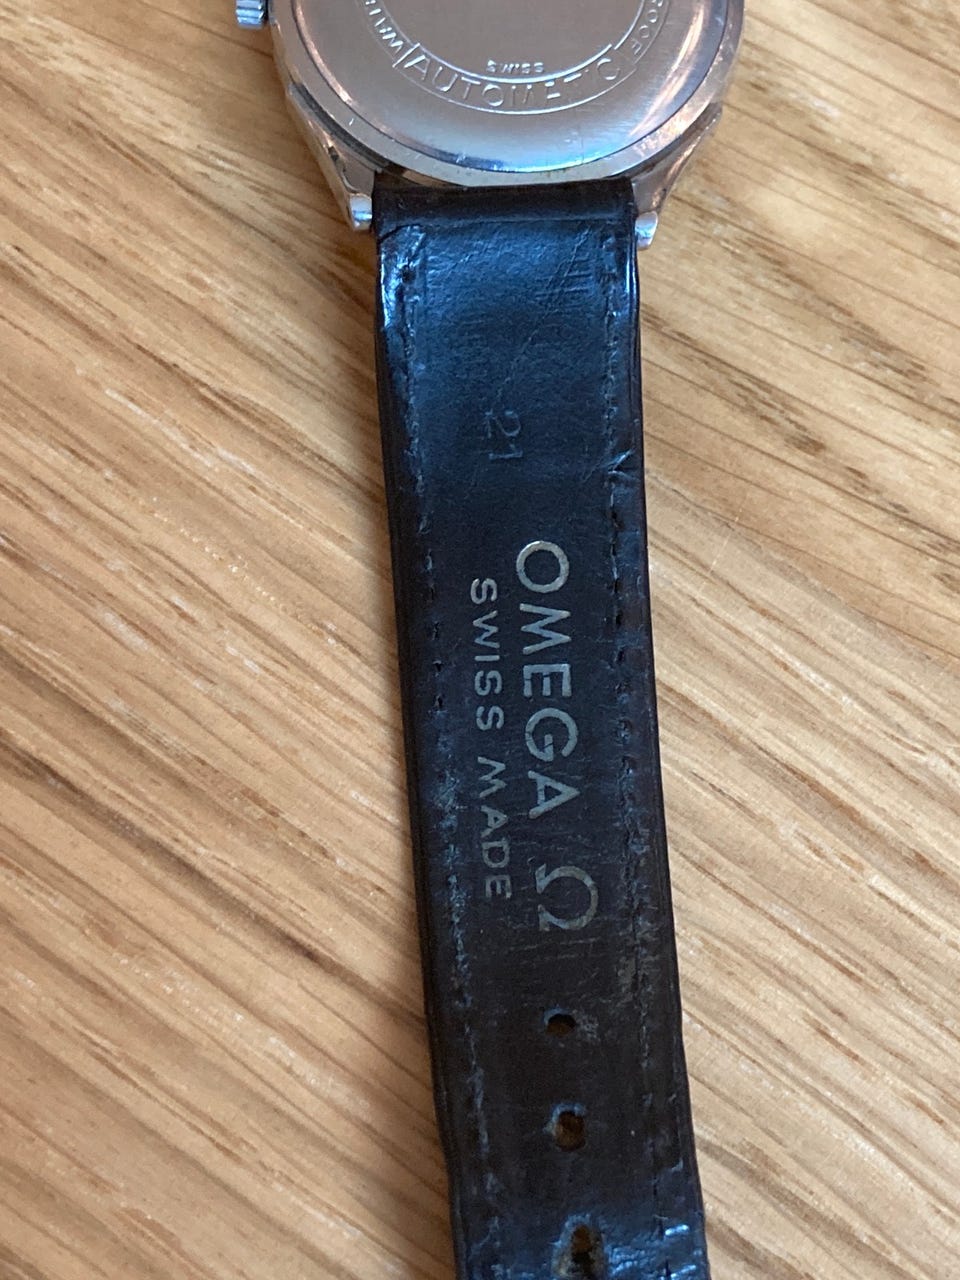 SWISS
AUTOMATIC
21
OMEGA Ω
SWISS MADE